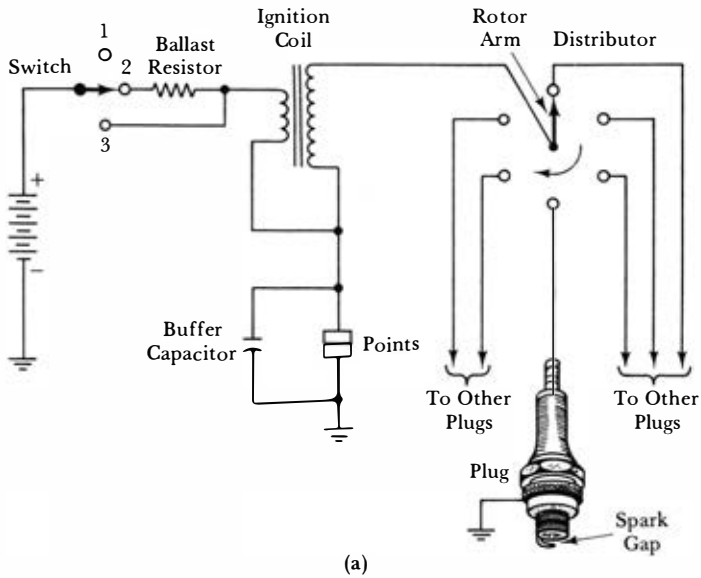 Ignition
Coil
Rotor
Arm
Distributor
1
Ballast
Resistor
Switch
2
3
+
−
Buffer
Capacitor
Points
To Other
Plugs
To Other
Plugs
Plug
Spark
Gap
(a)